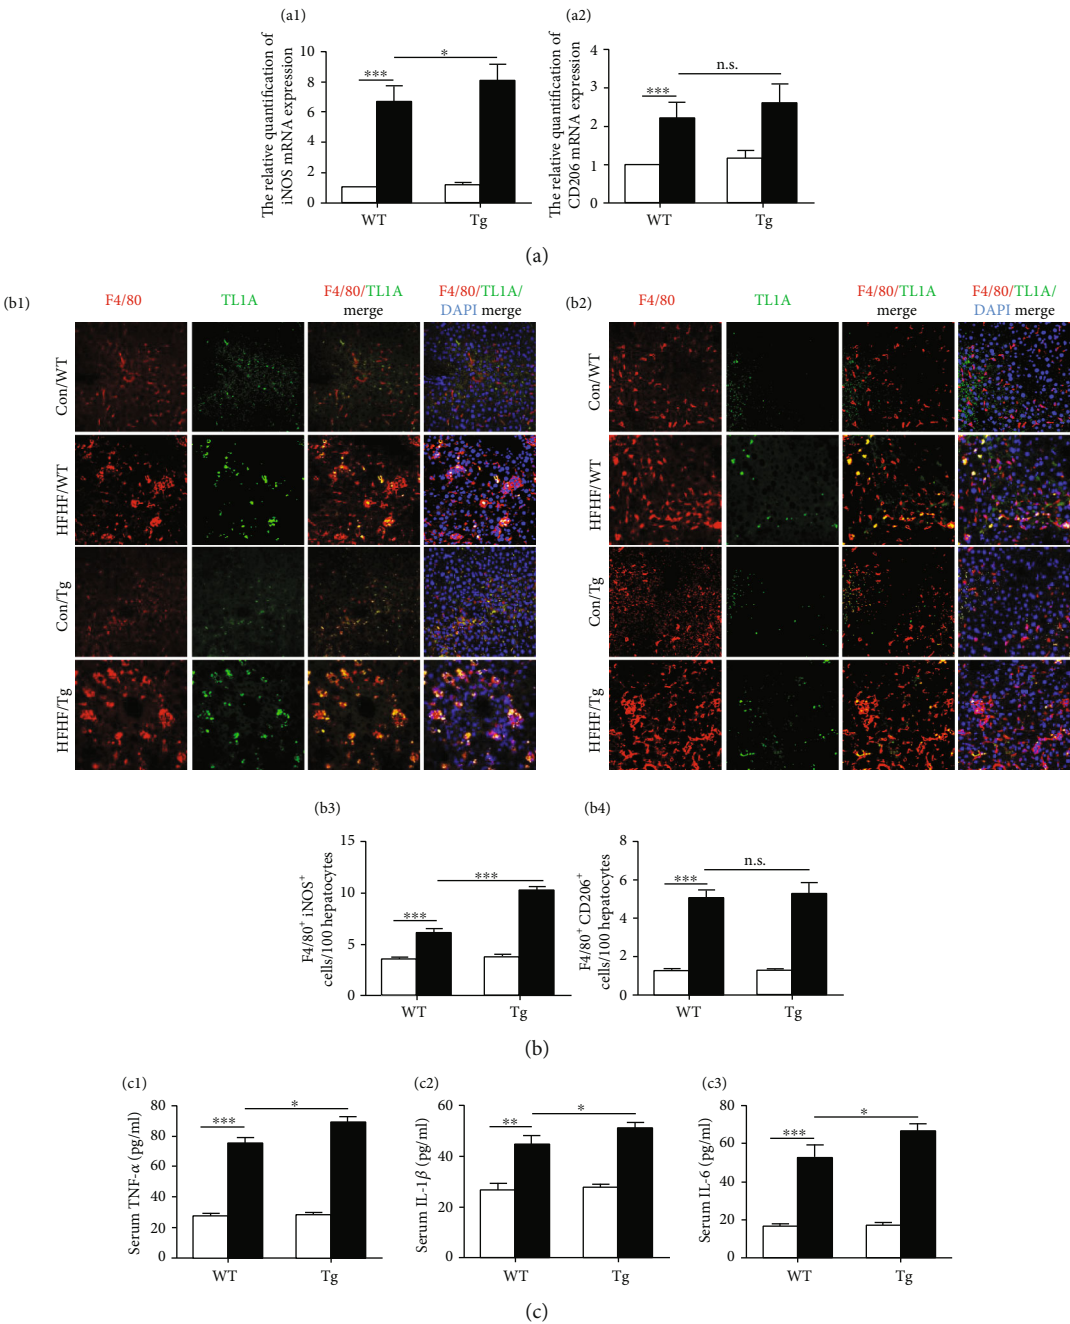 (a1)
The relative quantification of
iNOS mRNA expression
10
8
6
4
2
0
***
*
WT
Tg
(a2)
The relative quantification of
CD206 mRNA expression
4
3
2
1
0
***
n.s.
WT
Tg
(a)
(b1)
F4/80
TL1A
F4/80/TL1A
merge
F4/80/TL1A/
DAPI merge
Con/WT
HFHF/WT
Con/Tg
HFHF/Tg
(b2)
F4/80
TL1A
F4/80/TL1A
merge
F4/80/TL1A/
DAPI merge
Con/WT
HFHF/WT
Con/Tg
HFHF/Tg
(b3)
F4/80+ iNOS+
cells/100 hepatocytes
15
10
5
0
***
***
WT
Tg
(b4)
F4/80+ CD206+
cells/100 hepatocytes
8
6
4
2
0
***
n.s.
WT
Tg
(b)
(c1)
Serum TNF-α (pg/ml)
80
80
60
40
20
0
***
*
WT
Tg
(c2)
Serum IL-1β (pg/ml)
60
40
20
0
**
*
WT
Tg
(c3)
Serum IL-6 (pg/ml)
80
60
40
20
0
***
*
WT
Tg
(c)